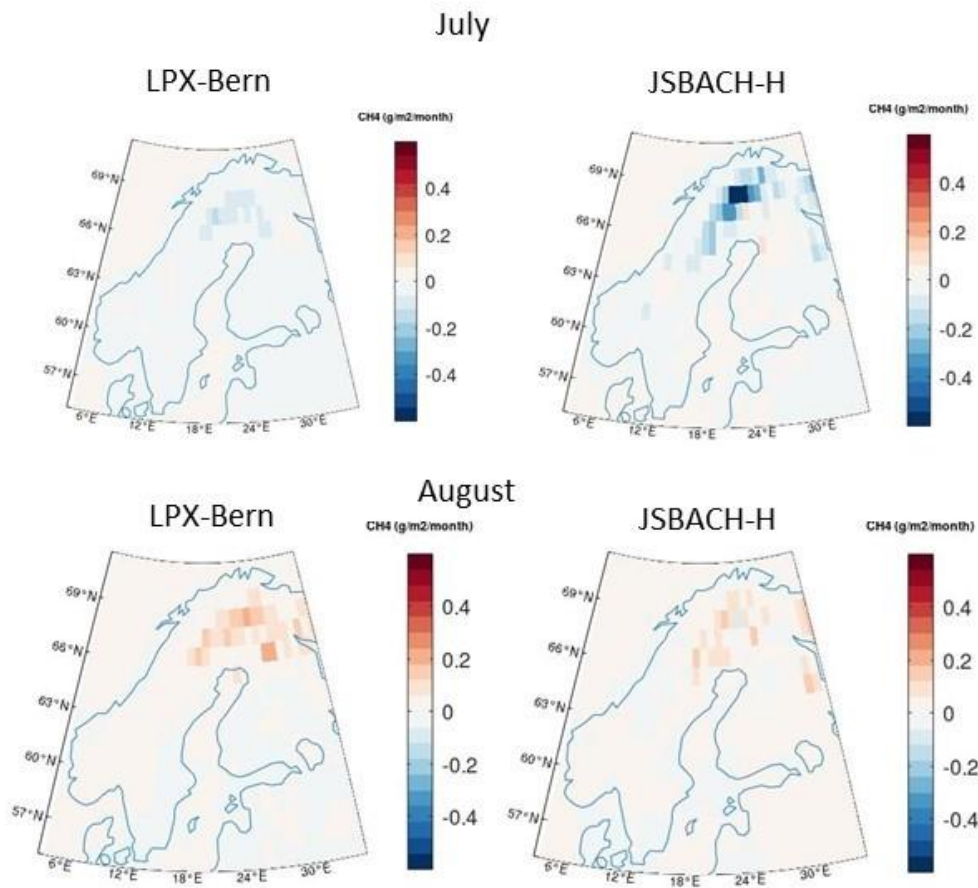 July
LPX-Bern
JSBACH-H
CH4 (g/m2/month)
0.4
0.2
0
-0.2
-0.4
69°N
66°N
63°N
60°N
57°N
6°E
12°E
18°E
24°E
30°E
CH4 (g/m2/month)
0.4
0.2
0
-0.2
-0.4
69°N
66°N
63°N
60°N
57°N
6°E
12°E
18°E
24°E
30°E
August
LPX-Bern
JSBACH-H
CH4 (g/m2/month)
0.4
0.2
0
-0.2
-0.4
69°N
66°N
63°N
60°N
57°N
6°E
12°E
18°E
24°E
30°E
CH4 (g/m2/month)
0.4
0.2
0
-0.2
-0.4
69°N
66°N
63°N
60°N
57°N
6°E
12°E
18°E
24°E
30°E